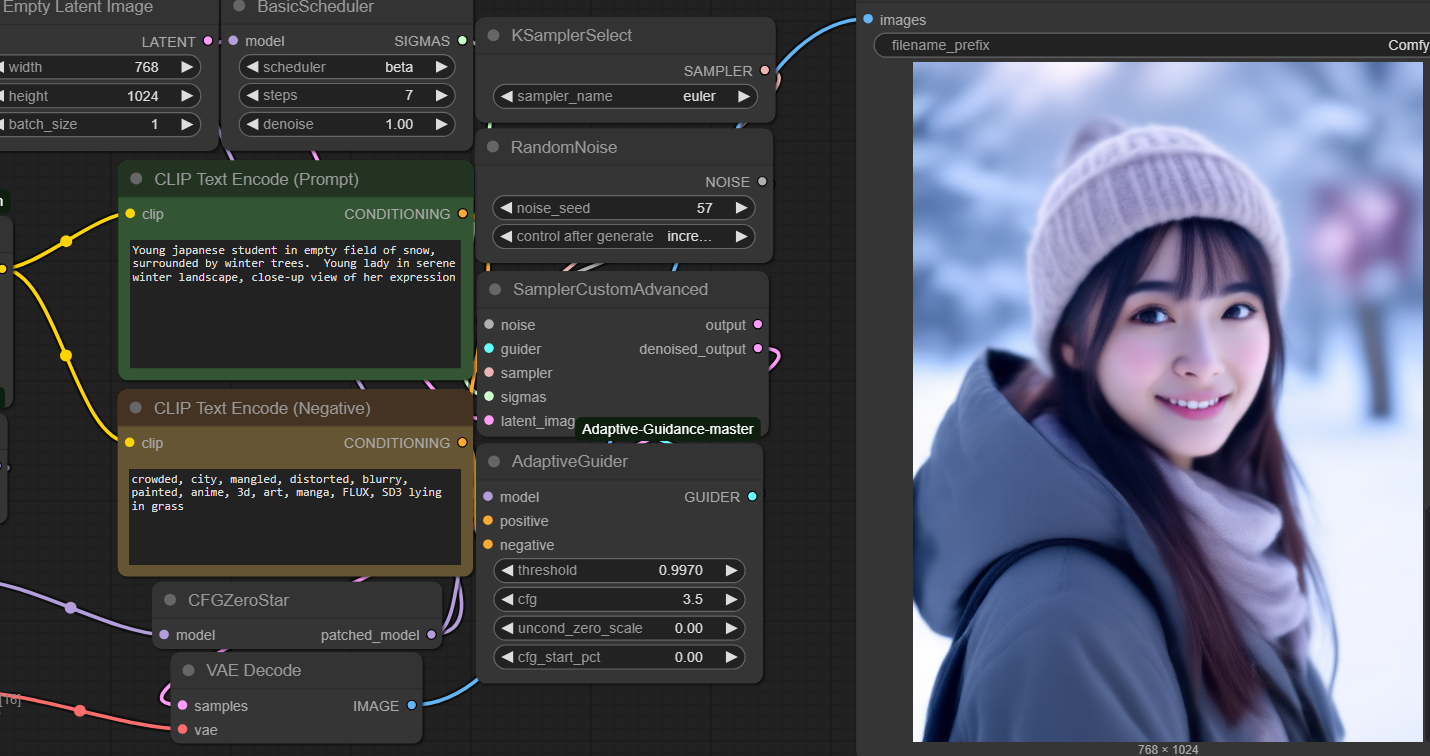 Empty Latent Image
LATENT
width 768
height 1024
batch_size 1
BasicScheduler
model SIGMAS
scheduler beta
steps 7
denoise 1.00
CLIP Text Encode (Prompt)
clip CONDITIONING
Young japanese student in empty field of snow,
surrounded by winter trees. Young lady in serene
winter landscape, close-up view of her expression
CLIP Text Encode (Negative)
clip CONDITIONING
crowded, city, mangled, distorted, blurry,
painted, anime, 3d, art, manga, FLUX, SD3 lying
in grass
CFGZeroStar
model patched_model
VAE Decode
samples IMAGE
vae
[16]
KSamplerSelect
SAMPLER
sampler_name euler
RandomNoise
NOISE
noise_seed 57
control after generate incre...
SamplerCustomAdvanced
noise output
guider denoised_output
sampler
sigmas
latent_imag
Adaptive-Guidance-master
AdaptiveGuider
model GUIDER
positive
negative
threshold 0.9970
cfg 3.5
uncond_zero_scale 0.00
cfg_start_pct 0.00
images
filename_prefix Comfy
768 × 1024